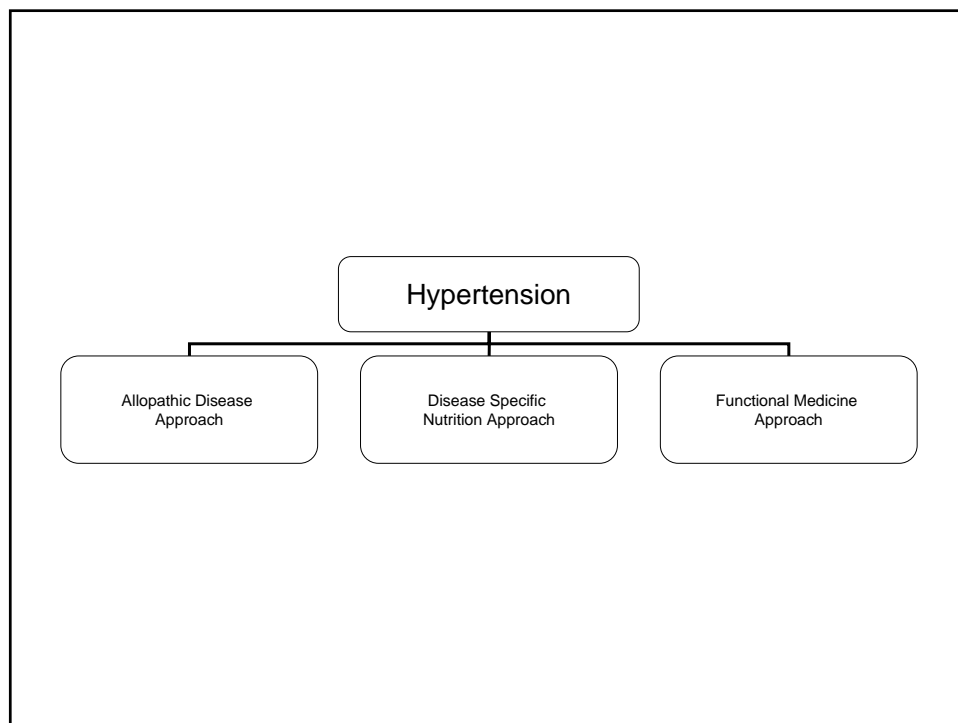 Hypertension
Allopathic Disease
Approach
Disease Specific
Nutrition Approach
Functional Medicine
Approach